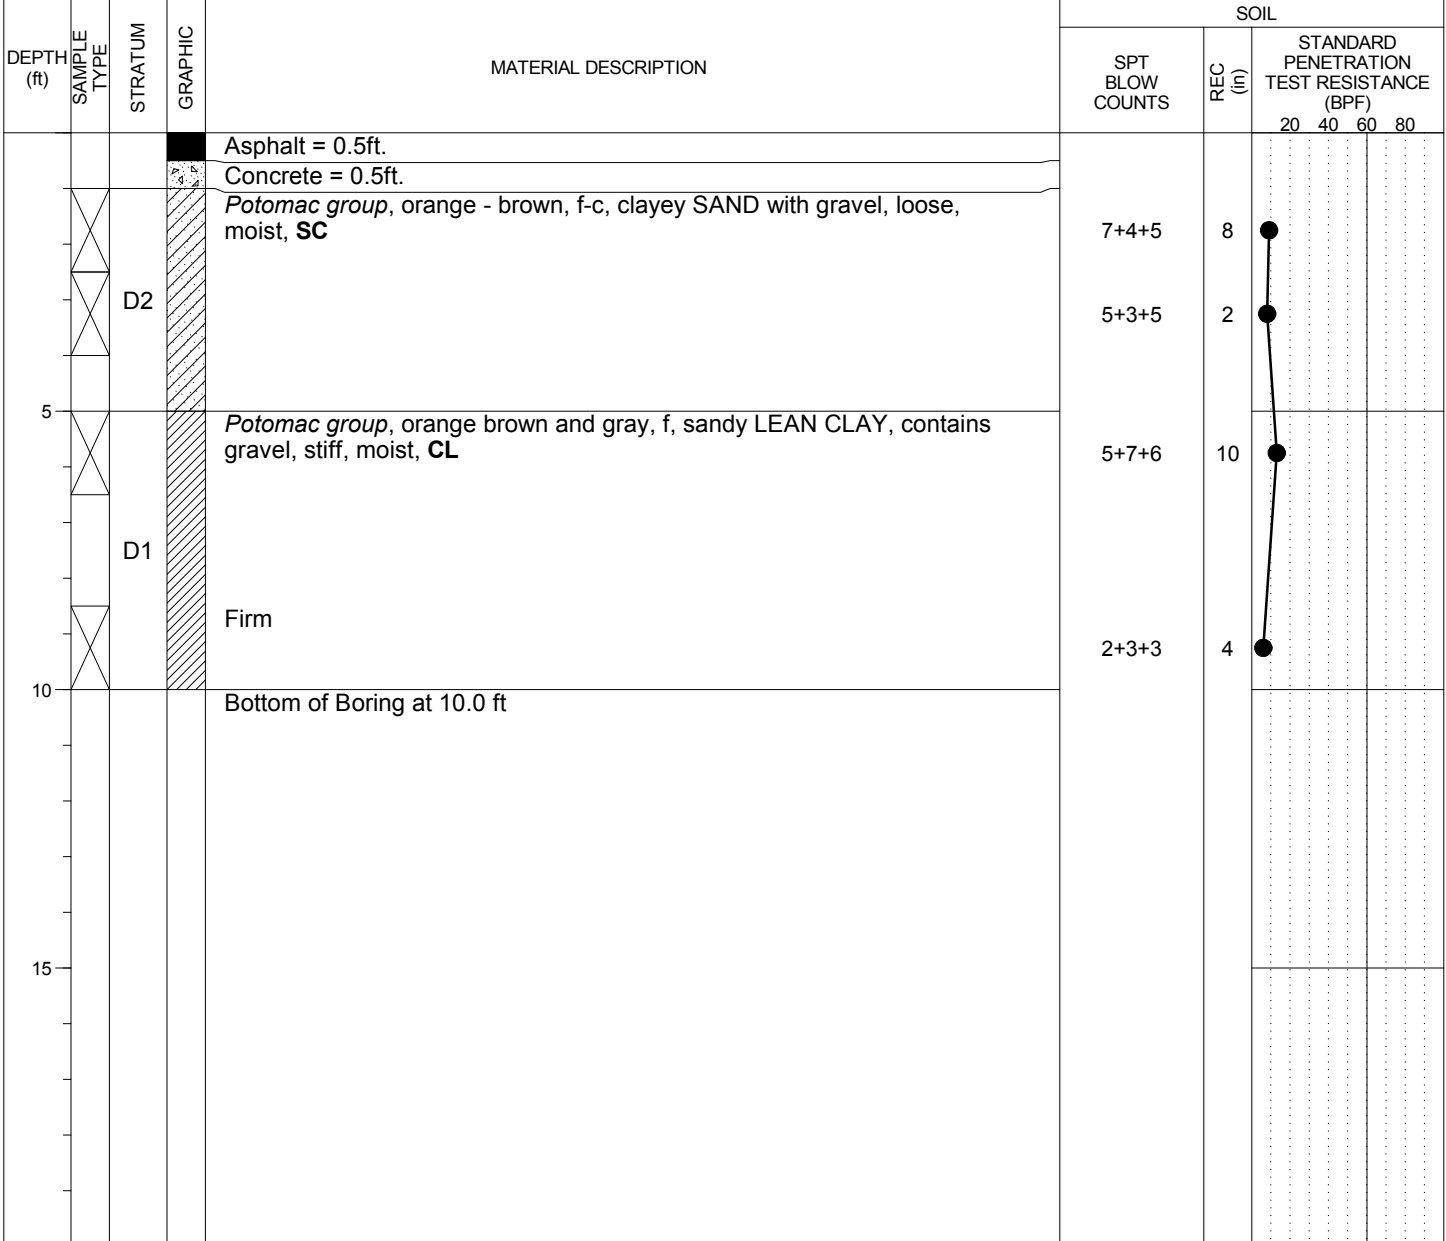 SOIL
DEPTH
(ft)
SAMPLE
TYPE
STRATUM
GRAPHIC
MATERIAL DESCRIPTION
SPT
BLOW
COUNTS
REC
(in)
STANDARD
PENETRATION
TEST RESISTANCE
(BPF)
20 40 60 80
Asphalt = 0.5ft.
Concrete = 0.5ft.
Potomac group, orange - brown, f-c, clayey SAND with gravel, loose,
moist, SC
7+4+5 8
D2
5+3+5 2
5
Potomac group, orange brown and gray, f, sandy LEAN CLAY, contains
gravel, stiff, moist, CL
5+7+6 10
D1
Firm
2+3+3 4
10
Bottom of Boring at 10.0 ft
15